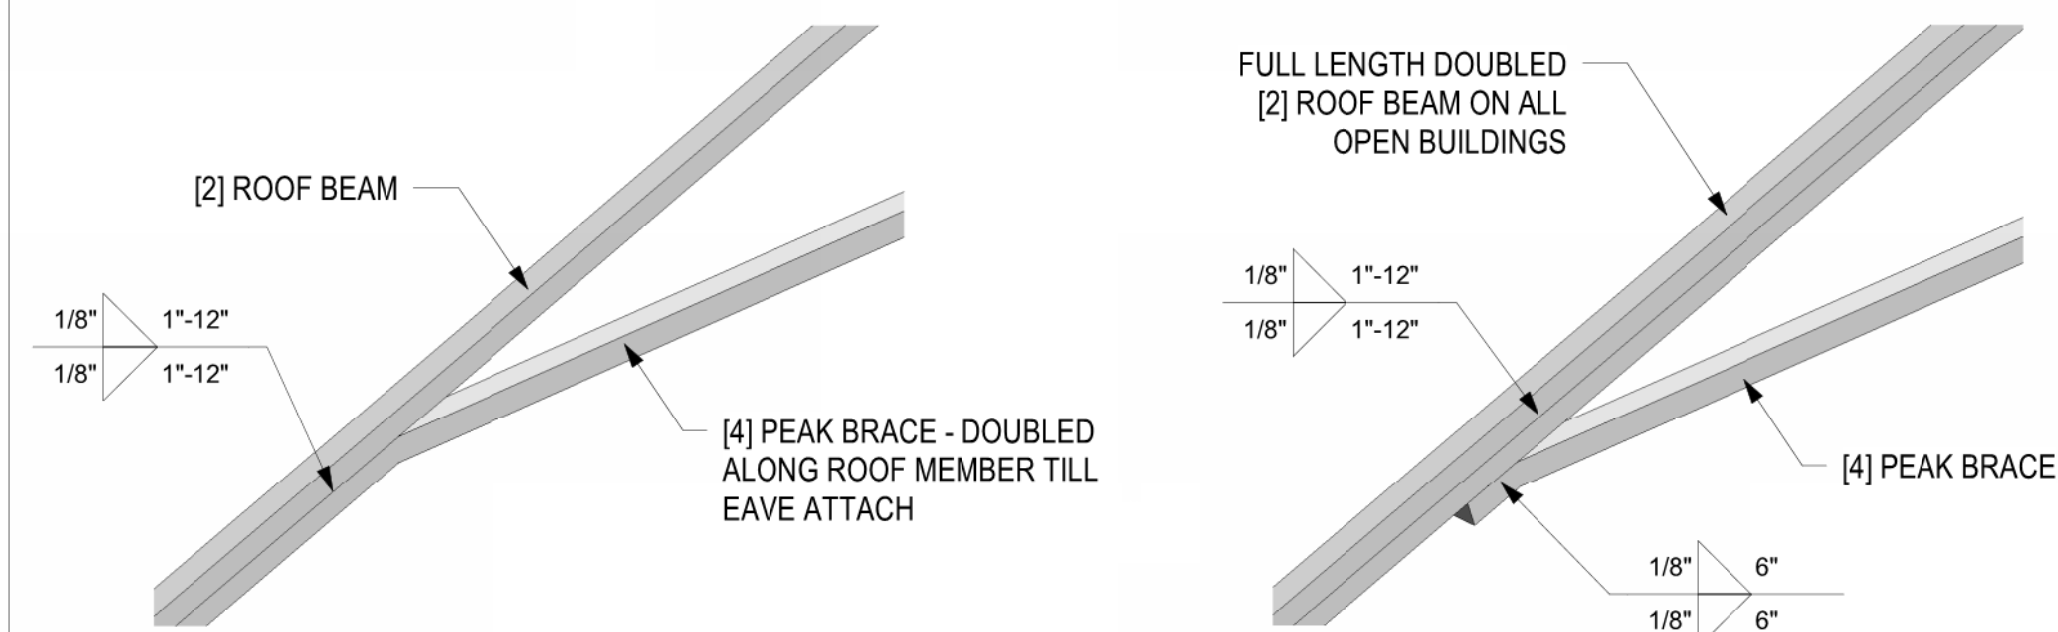 [2] ROOF BEAM
1/8" 1"-12"
1/8" 1"-12"
[4] PEAK BRACE - DOUBLED
ALONG ROOF MEMBER TILL
EAVE ATTACH
FULL LENGTH DOUBLED
[2] ROOF BEAM ON ALL
OPEN BUILDINGS
1/8" 1"-12"
1/8" 1"-12"
[4] PEAK BRACE
1/8" 6"
1/8" 6"